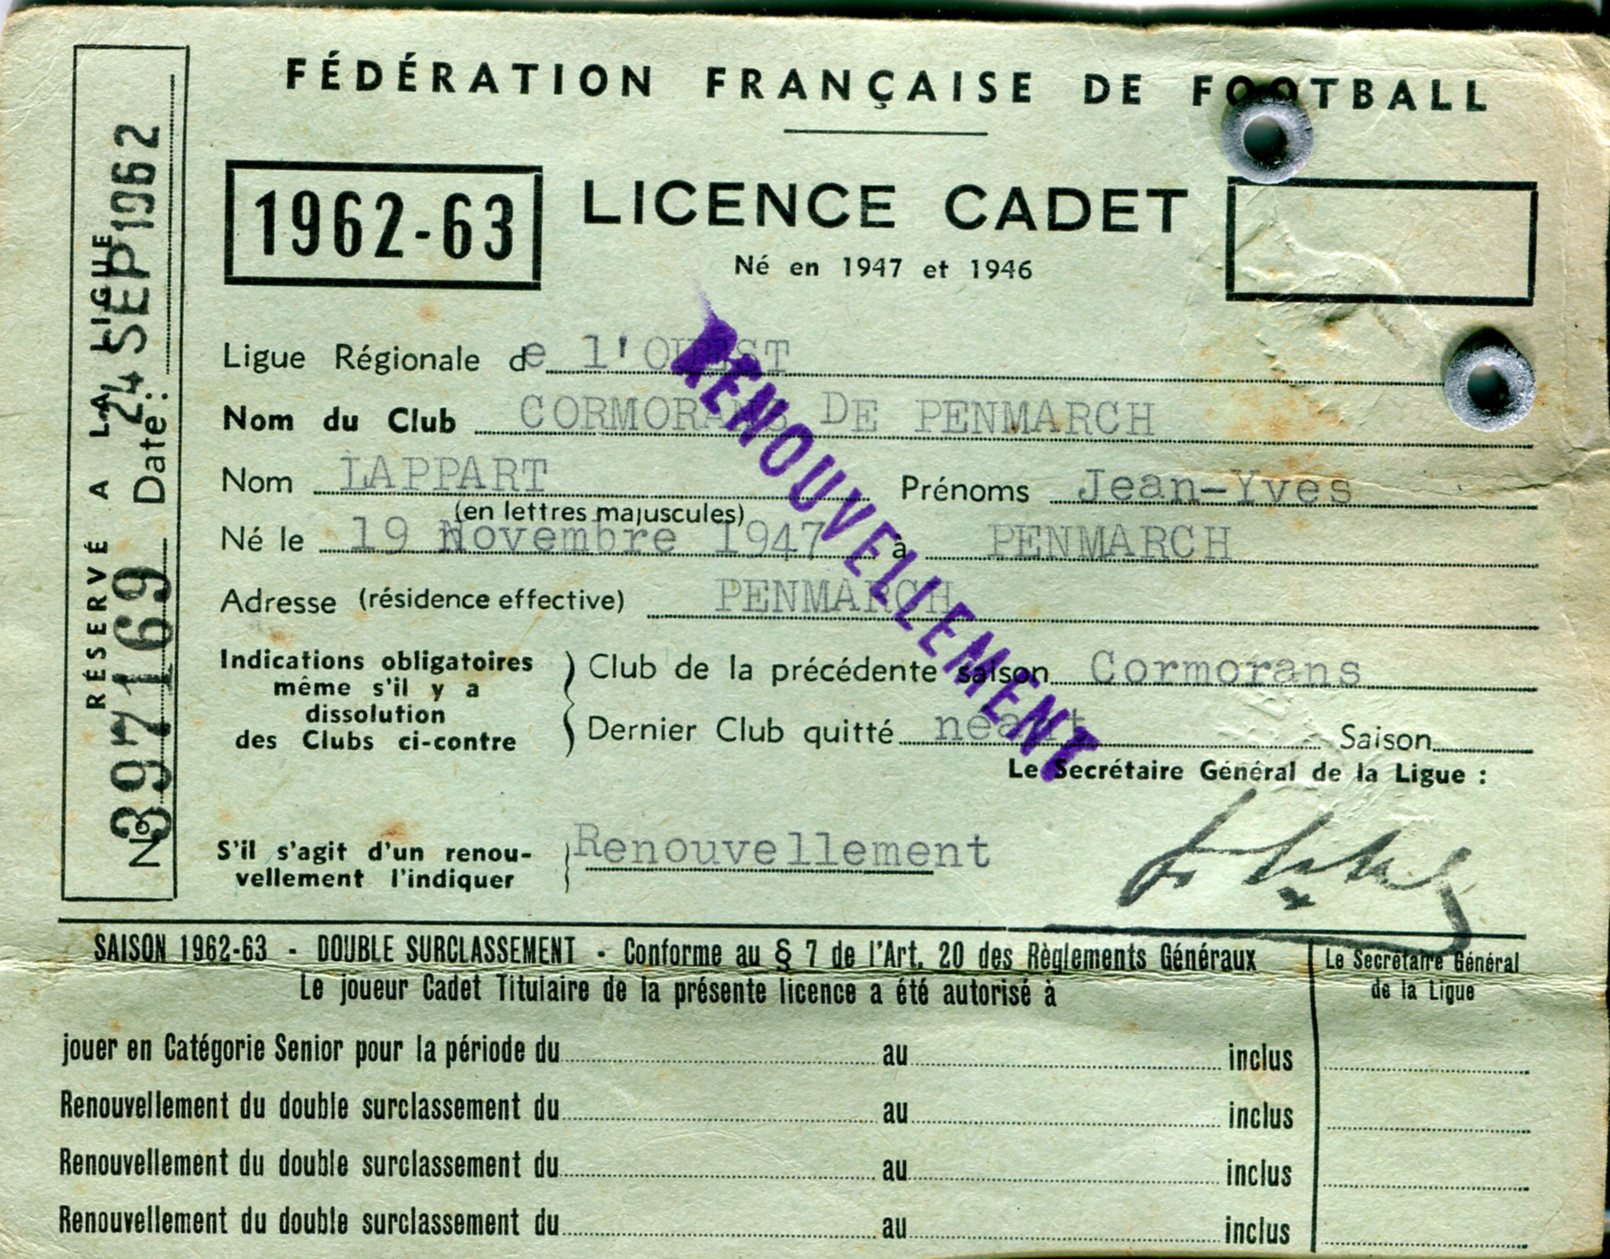 FÉDÉRATION FRANÇAISE DE FOOTBALL
1962-63
LICENCE CADET
Né en 1947 et 1946
RÉSERVÉ A LA LIGUE
N° 397169 Date : 24 SEP 1962
Ligue Régionale de l'OUEST
Nom du Club CORMORANS DE PENMARCH
Nom LAPPART Prénoms Jean-Yves
(en lettres majuscules)
Né le 19 Novembre 1947 à PENMARCH
Adresse (résidence effective) PENMARCH
RENOUVELLEMENT
Indications obligatoires
même s'il y a
dissolution
des Clubs ci-contre
Club de la précédente saison Cormorans
Dernier Club quitté néant Saison
Le Secrétaire Général de la Ligue :
S'il s'agit d'un renou-
vellement l'indiquer
Renouvellement
SAISON 1962-63 - DOUBLE SURCLASSEMENT - Conforme au § 7 de l'Art. 20 des Règlements Généraux
Le joueur Cadet Titulaire de la présente licence a été autorisé à
Le Secrétaire Général
de la Ligue
jouer en Catégorie Senior pour la période du au inclus
Renouvellement du double surclassement du au inclus
Renouvellement du double surclassement du au inclus
Renouvellement du double surclassement du au inclus